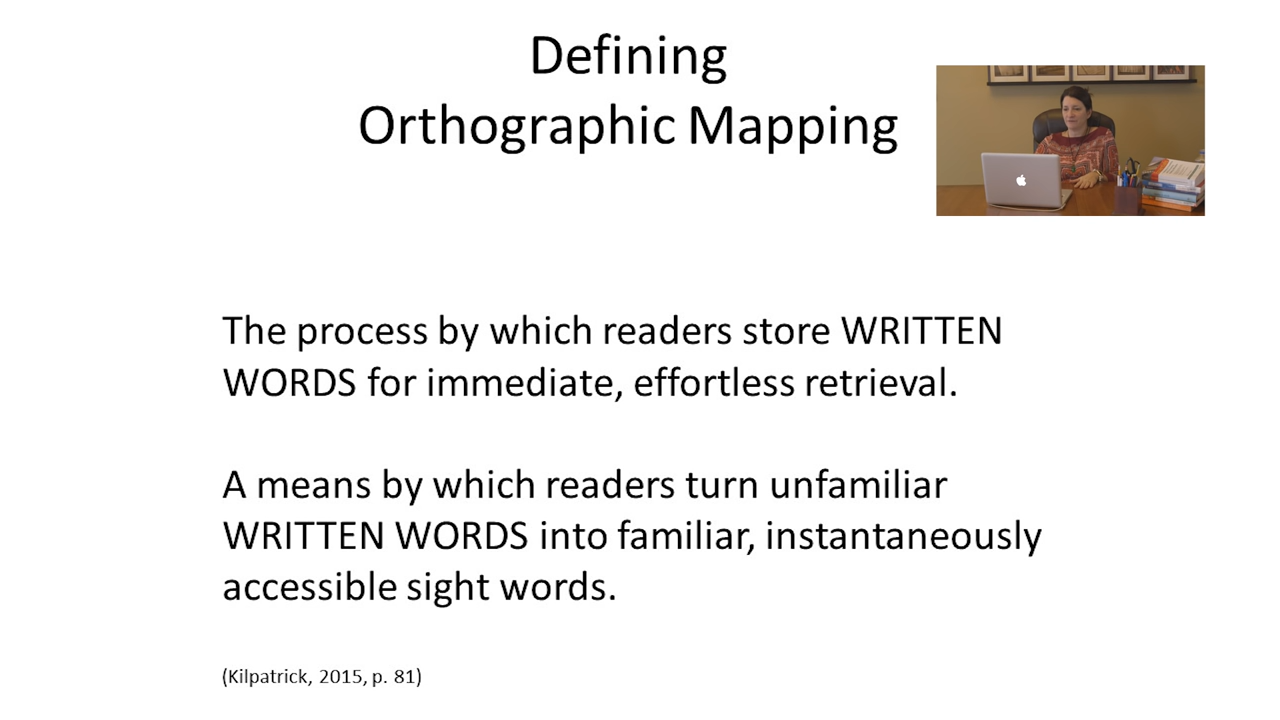 Defining
Orthographic Mapping
The process by which readers store WRITTEN
WORDS for immediate, effortless retrieval.
A means by which readers turn unfamiliar
WRITTEN WORDS into familiar, instantaneously
accessible sight words.
(Kilpatrick, 2015, p. 81)